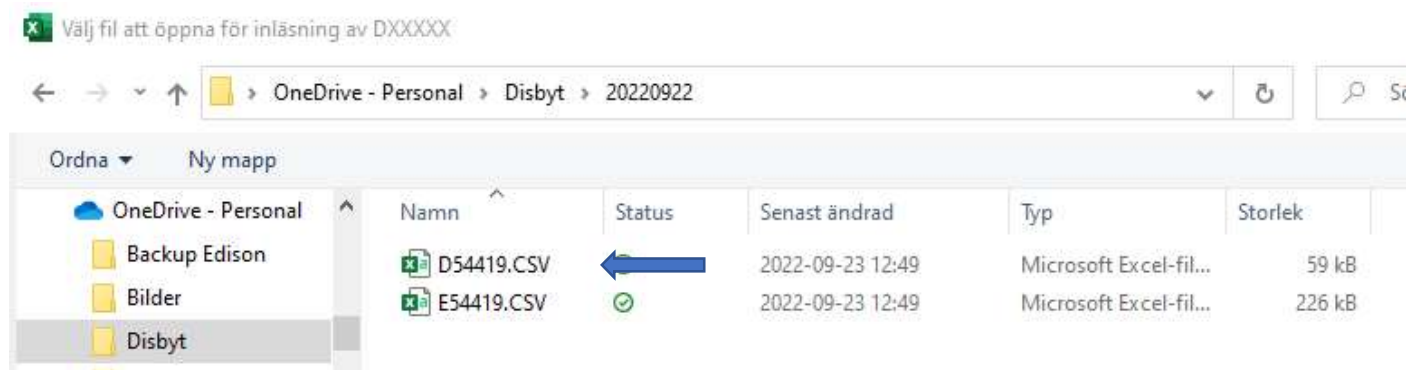 Välj fil att öppna för inläsning av DXXXXX
OneDrive - Personal > Disbyt > 20220922
Ordna Ny mapp
OneDrive - Personal Namn Status Senast ändrad Typ Storlek
Backup Edison D54419.CSV 2022-09-23 12:49 Microsoft Excel-fil... 59 kB
Bilder E54419.CSV 2022-09-23 12:49 Microsoft Excel-fil... 226 kB
Disbyt